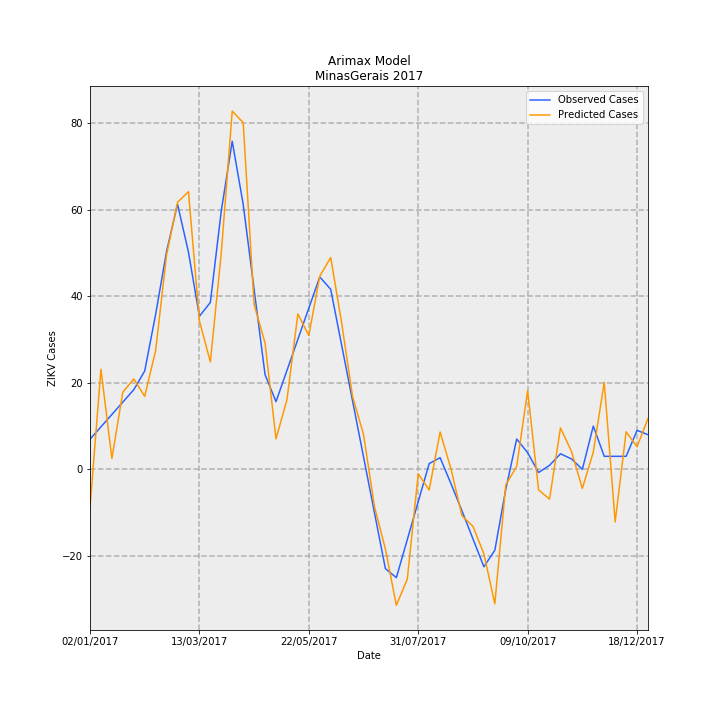 Arimax Model
MinasGerais 2017
Observed Cases
Predicted Cases
ZIKV Cases
80
60
40
20
0
−20
02/01/2017 13/03/2017 22/05/2017 31/07/2017 09/10/2017 18/12/2017
Date